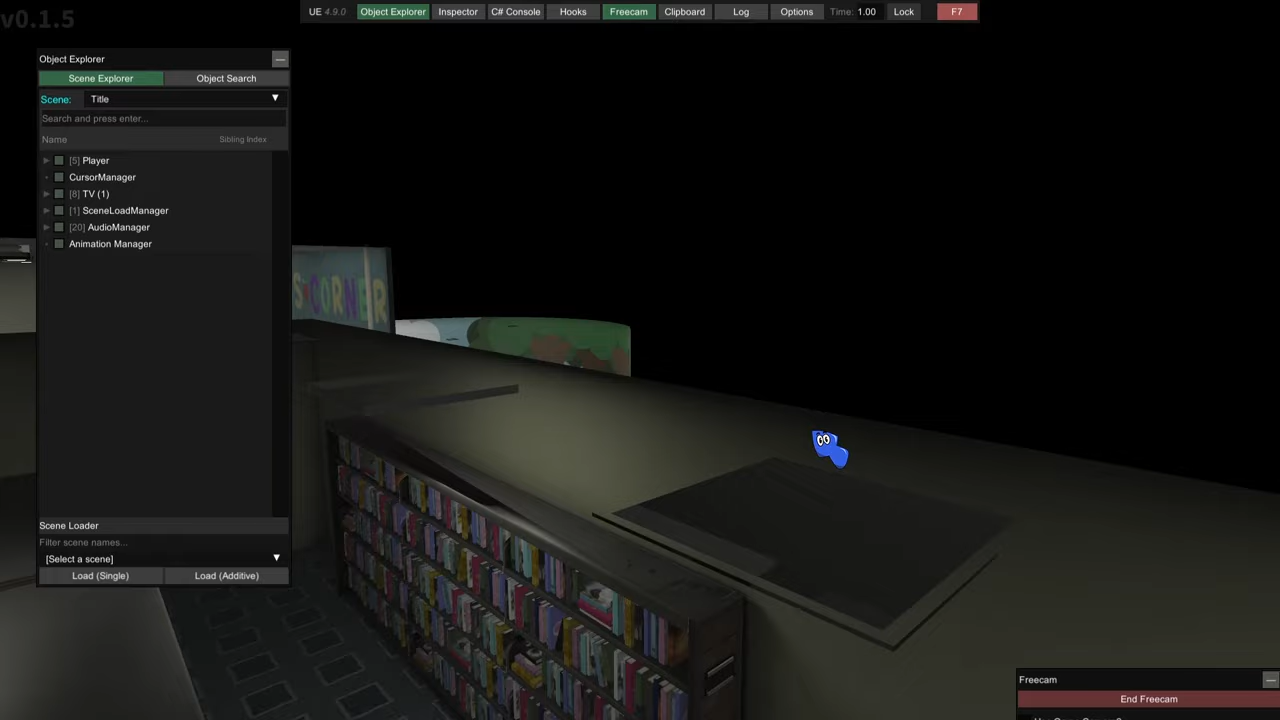 v0.1.5
UE 4.9.0 Object Explorer Inspector C# Console Hooks Freecam Clipboard Log Options Time: 1.00 Lock F7
Object Explorer
Scene Explorer Object Search
Scene: Title
Search and press enter...
Name Sibling Index
[5] Player
CursorManager
[8] TV (1)
[1] SceneLoadManager
[20] AudioManager
Animation Manager
S CORNER
Scene Loader
Filter scene names...
[Select a scene]
Load (Single) Load (Additive)
Freecam
End Freecam